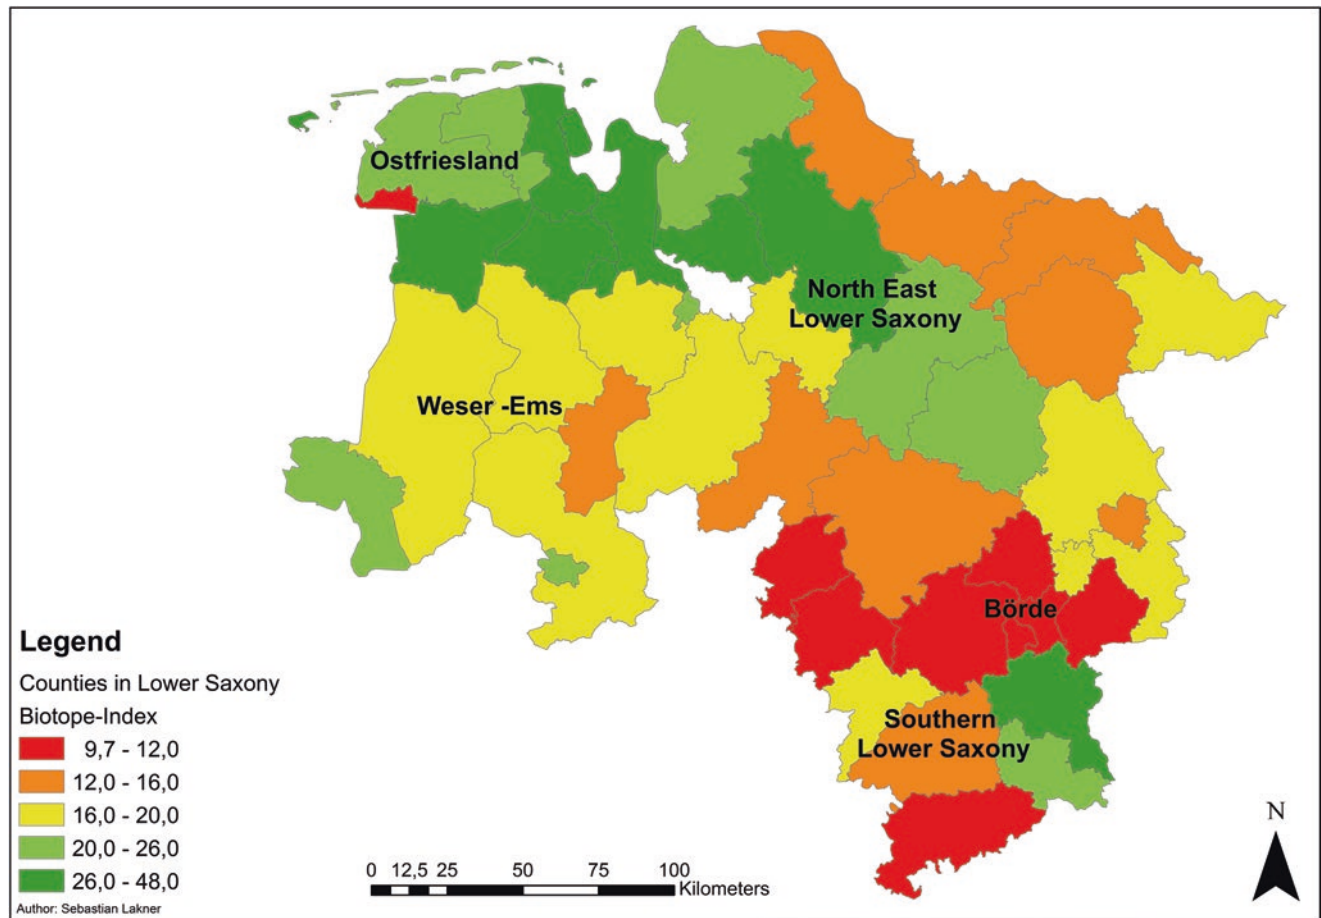 Ostfriesland
North East
Lower Saxony
Weser -Ems
Börde
Southern
Lower Saxony
Legend
Counties in Lower Saxony
Biotope-Index
9,7 - 12,0
12,0 - 16,0
16,0 - 20,0
20,0 - 26,0
26,0 - 48,0
Author: Sebastian Lakner
0 12,5 25 50 75 100
Kilometers
N